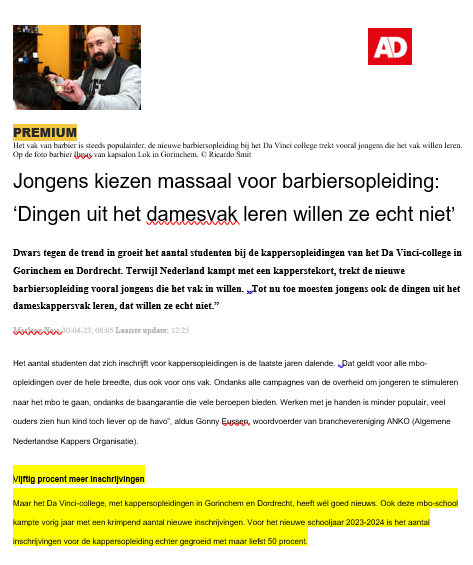 AD
PREMIUM
Het vak van barbier is steeds populairder, de nieuwe barbiersopleiding bij het Da Vinci college trekt vooral jongens die het vak willen leren.
Op de foto barbier van kapsalon Lok in Gorinchem. © Ricardo Smit
Jongens kiezen massaal voor barbiersopleiding:
‘Dingen uit het damesvak leren willen ze echt niet’
Dwars tegen de trend in groeit het aantal studenten bij de kappersopleidingen van het Da Vinci-college in
Gorinchem en Dordrecht. Terwijl Nederland kampt met een kapperstekort, trekt de nieuwe
barbiersopleiding vooral jongens die het vak in willen. „Tot nu toe moesten jongens ook de dingen uit het
dameskappersvak leren, dat willen ze echt niet.”
30-04-23, 08:05 Laatste update: 12:25
Het aantal studenten dat zich inschrijft voor kappersopleidingen is de laatste jaren dalende. „Dat geldt voor alle mbo-
opleidingen over de hele breedte, dus ook voor ons vak. Ondanks alle campagnes van de overheid om jongeren te stimuleren
naar het mbo te gaan, ondanks de baangarantie die vele beroepen bieden. Werken met je handen is minder populair, veel
ouders zien hun kind toch liever op de havo”, aldus Gonny Eussen, woordvoerder van branchevereniging ANKO (Algemene
Nederlandse Kappers Organisatie).
Vijftig procent meer inschrijvingen
Maar het Da Vinci-college, met kappersopleidingen in Gorinchem en Dordrecht, heeft wél goed nieuws. Ook deze mbo-school
kampte vorig jaar met een krimpend aantal nieuwe inschrijvingen. Voor het nieuwe schooljaar 2023-2024 is het aantal
inschrijvingen voor de kappersopleiding echter gegroeid met maar liefst 50 procent.